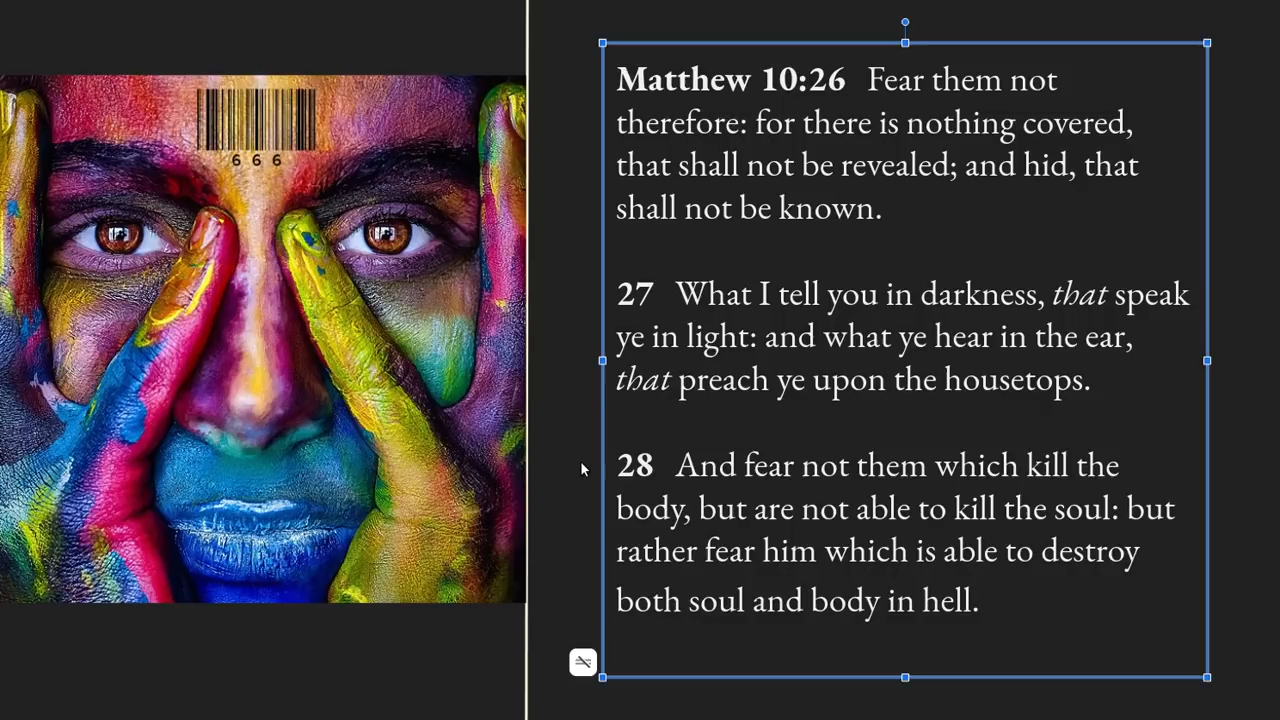 666
Matthew 10:26 Fear them not
therefore: for there is nothing covered,
that shall not be revealed; and hid, that
shall not be known.
27 What I tell you in darkness, that speak
ye in light: and what ye hear in the ear,
that preach ye upon the housetops.
28 And fear not them which kill the
body, but are not able to kill the soul: but
rather fear him which is able to destroy
both soul and body in hell.